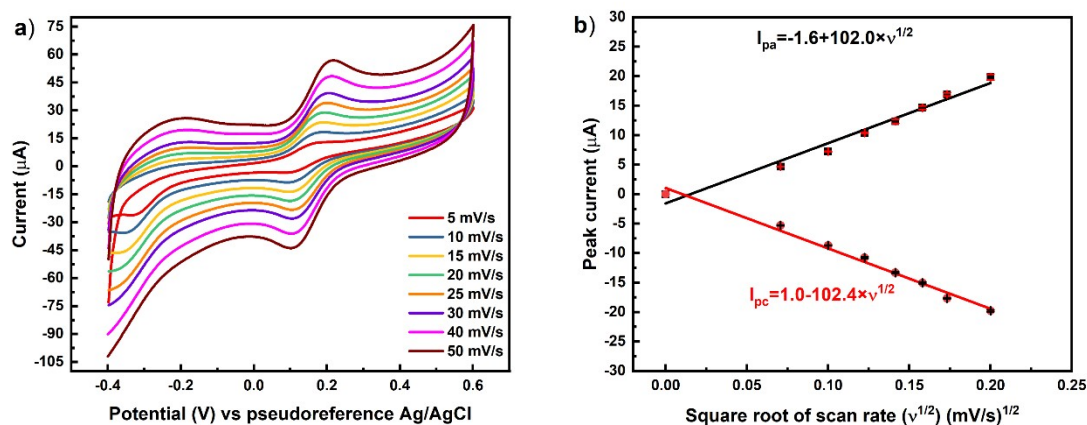 a)
75
60
45
30
15
0
-15
-30
-45
-60
-75
-90
-105
Current (μA)
-0.4
-0.2
0.0
0.2
0.4
0.6
Potential (V) vs pseudoreference Ag/AgCl
5 mV/s
10 mV/s
15 mV/s
20 mV/s
25 mV/s
30 mV/s
40 mV/s
50 mV/s
b)
30
25
20
15
10
5
0
-5
-10
-15
-20
-25
-30
Peak current (μA)
I_pa=-1.6+102.0×ν^1/2
I_pc=1.0-102.4×ν^1/2
0.00
0.05
0.10
0.15
0.20
0.25
Square root of scan rate (ν^1/2) (mV/s)^1/2